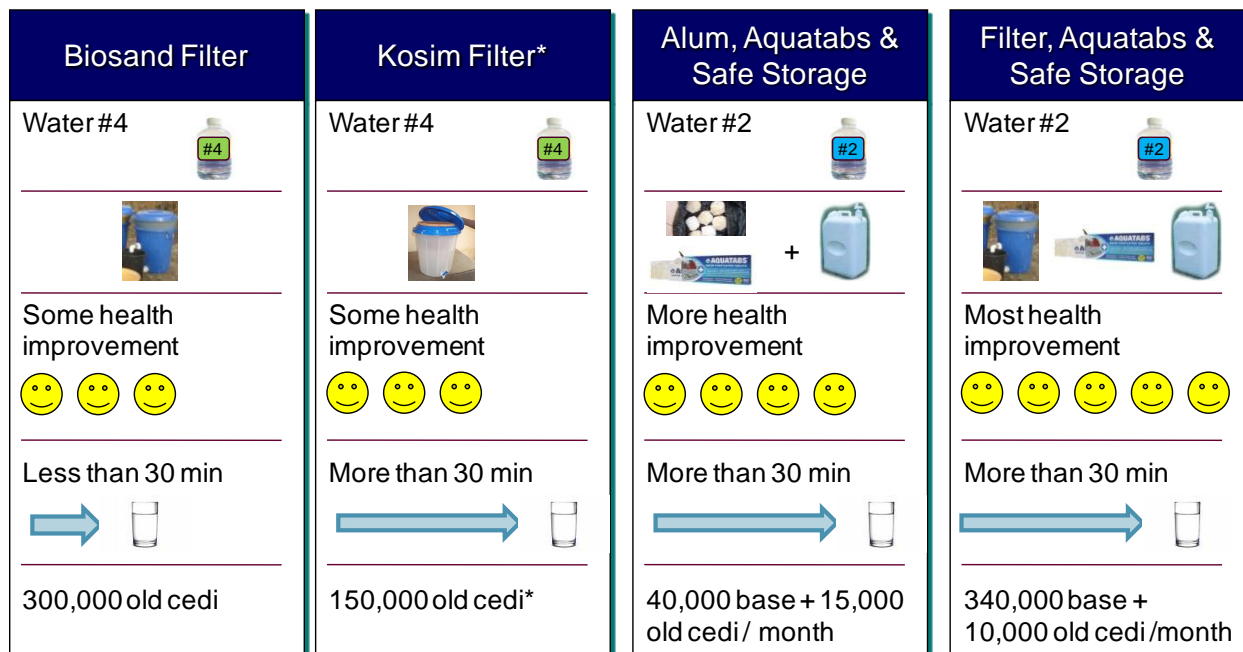 Biosand Filter
Water #4
#4
Some health
improvement
Less than 30 min
300,000 old cedi
Kosim Filter*
Water #4
#4
Some health
improvement
More than 30 min
150,000 old cedi*
Alum, Aquatabs &
Safe Storage
Water #2
#2
AQUATABS
+
More health
improvement
More than 30 min
40,000 base + 15,000
old cedi / month
Filter, Aquatabs &
Safe Storage
Water #2
#2
AQUATABS
Most health
improvement
More than 30 min
340,000 base +
10,000 old cedi /month